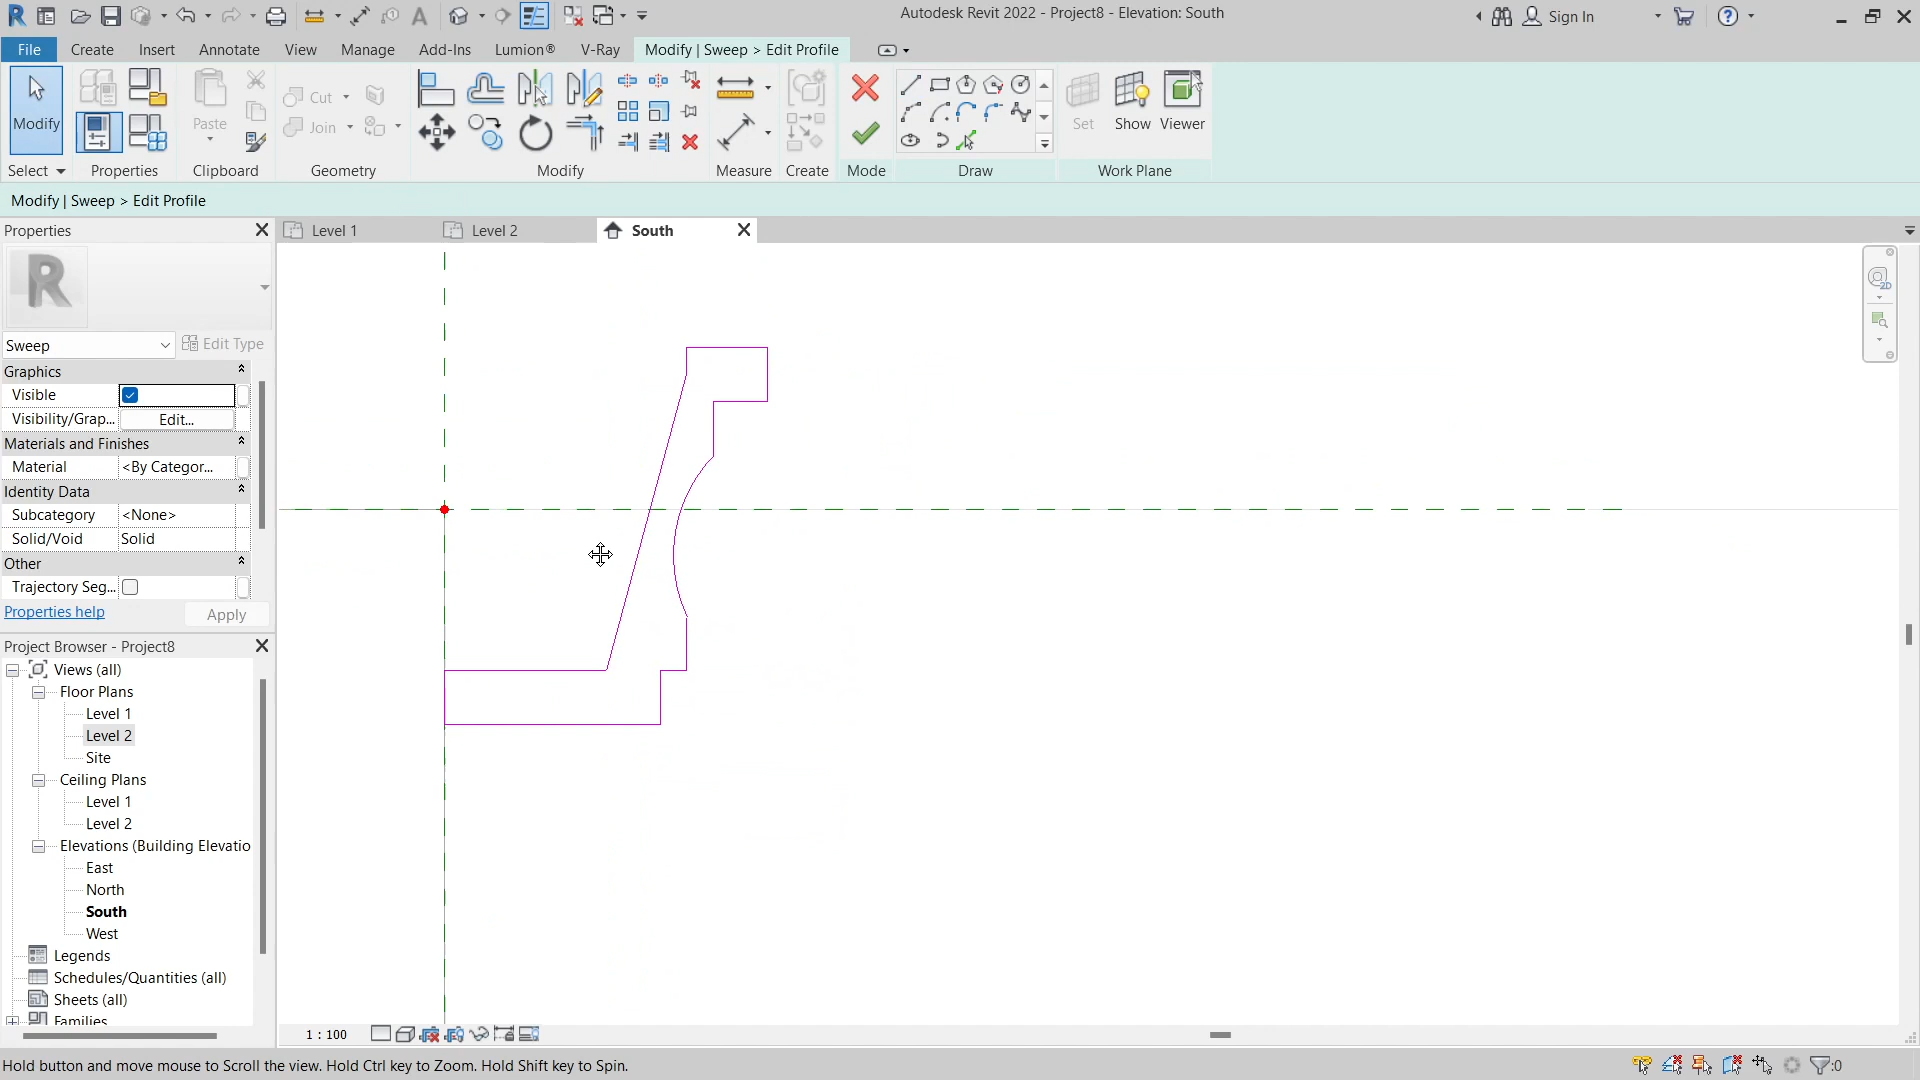 Autodesk Revit 2022 - Project8 - Elevation: South
Sign In
File Create Insert Annotate View Manage Add-Ins Lumion® V-Ray Modify | Sweep > Edit Profile
Modify
Paste
Cut
Join
Set Show Viewer
Select Properties Clipboard Geometry Modify Measure Create Mode Draw Work Plane
Modify | Sweep > Edit Profile
Properties
Level 1
Level 2
South
Sweep
Edit Type
Graphics
Visible
Visibility/Grap... Edit...
Materials and Finishes
Material <By Categor...
Identity Data
Subcategory <None>
Solid/Void Solid
Other
Trajectory Seg...
Properties help
Apply
Project Browser - Project8
Views (all)
Floor Plans
Level 1
Level 2
Site
Ceiling Plans
Level 1
Level 2
Elevations (Building Elevatio
East
North
South
West
Legends
Schedules/Quantities (all)
Sheets (all)
Families
1 : 100
Hold button and move mouse to Scroll the view. Hold Ctrl key to Zoom. Hold Shift key to Spin.
:0
2D